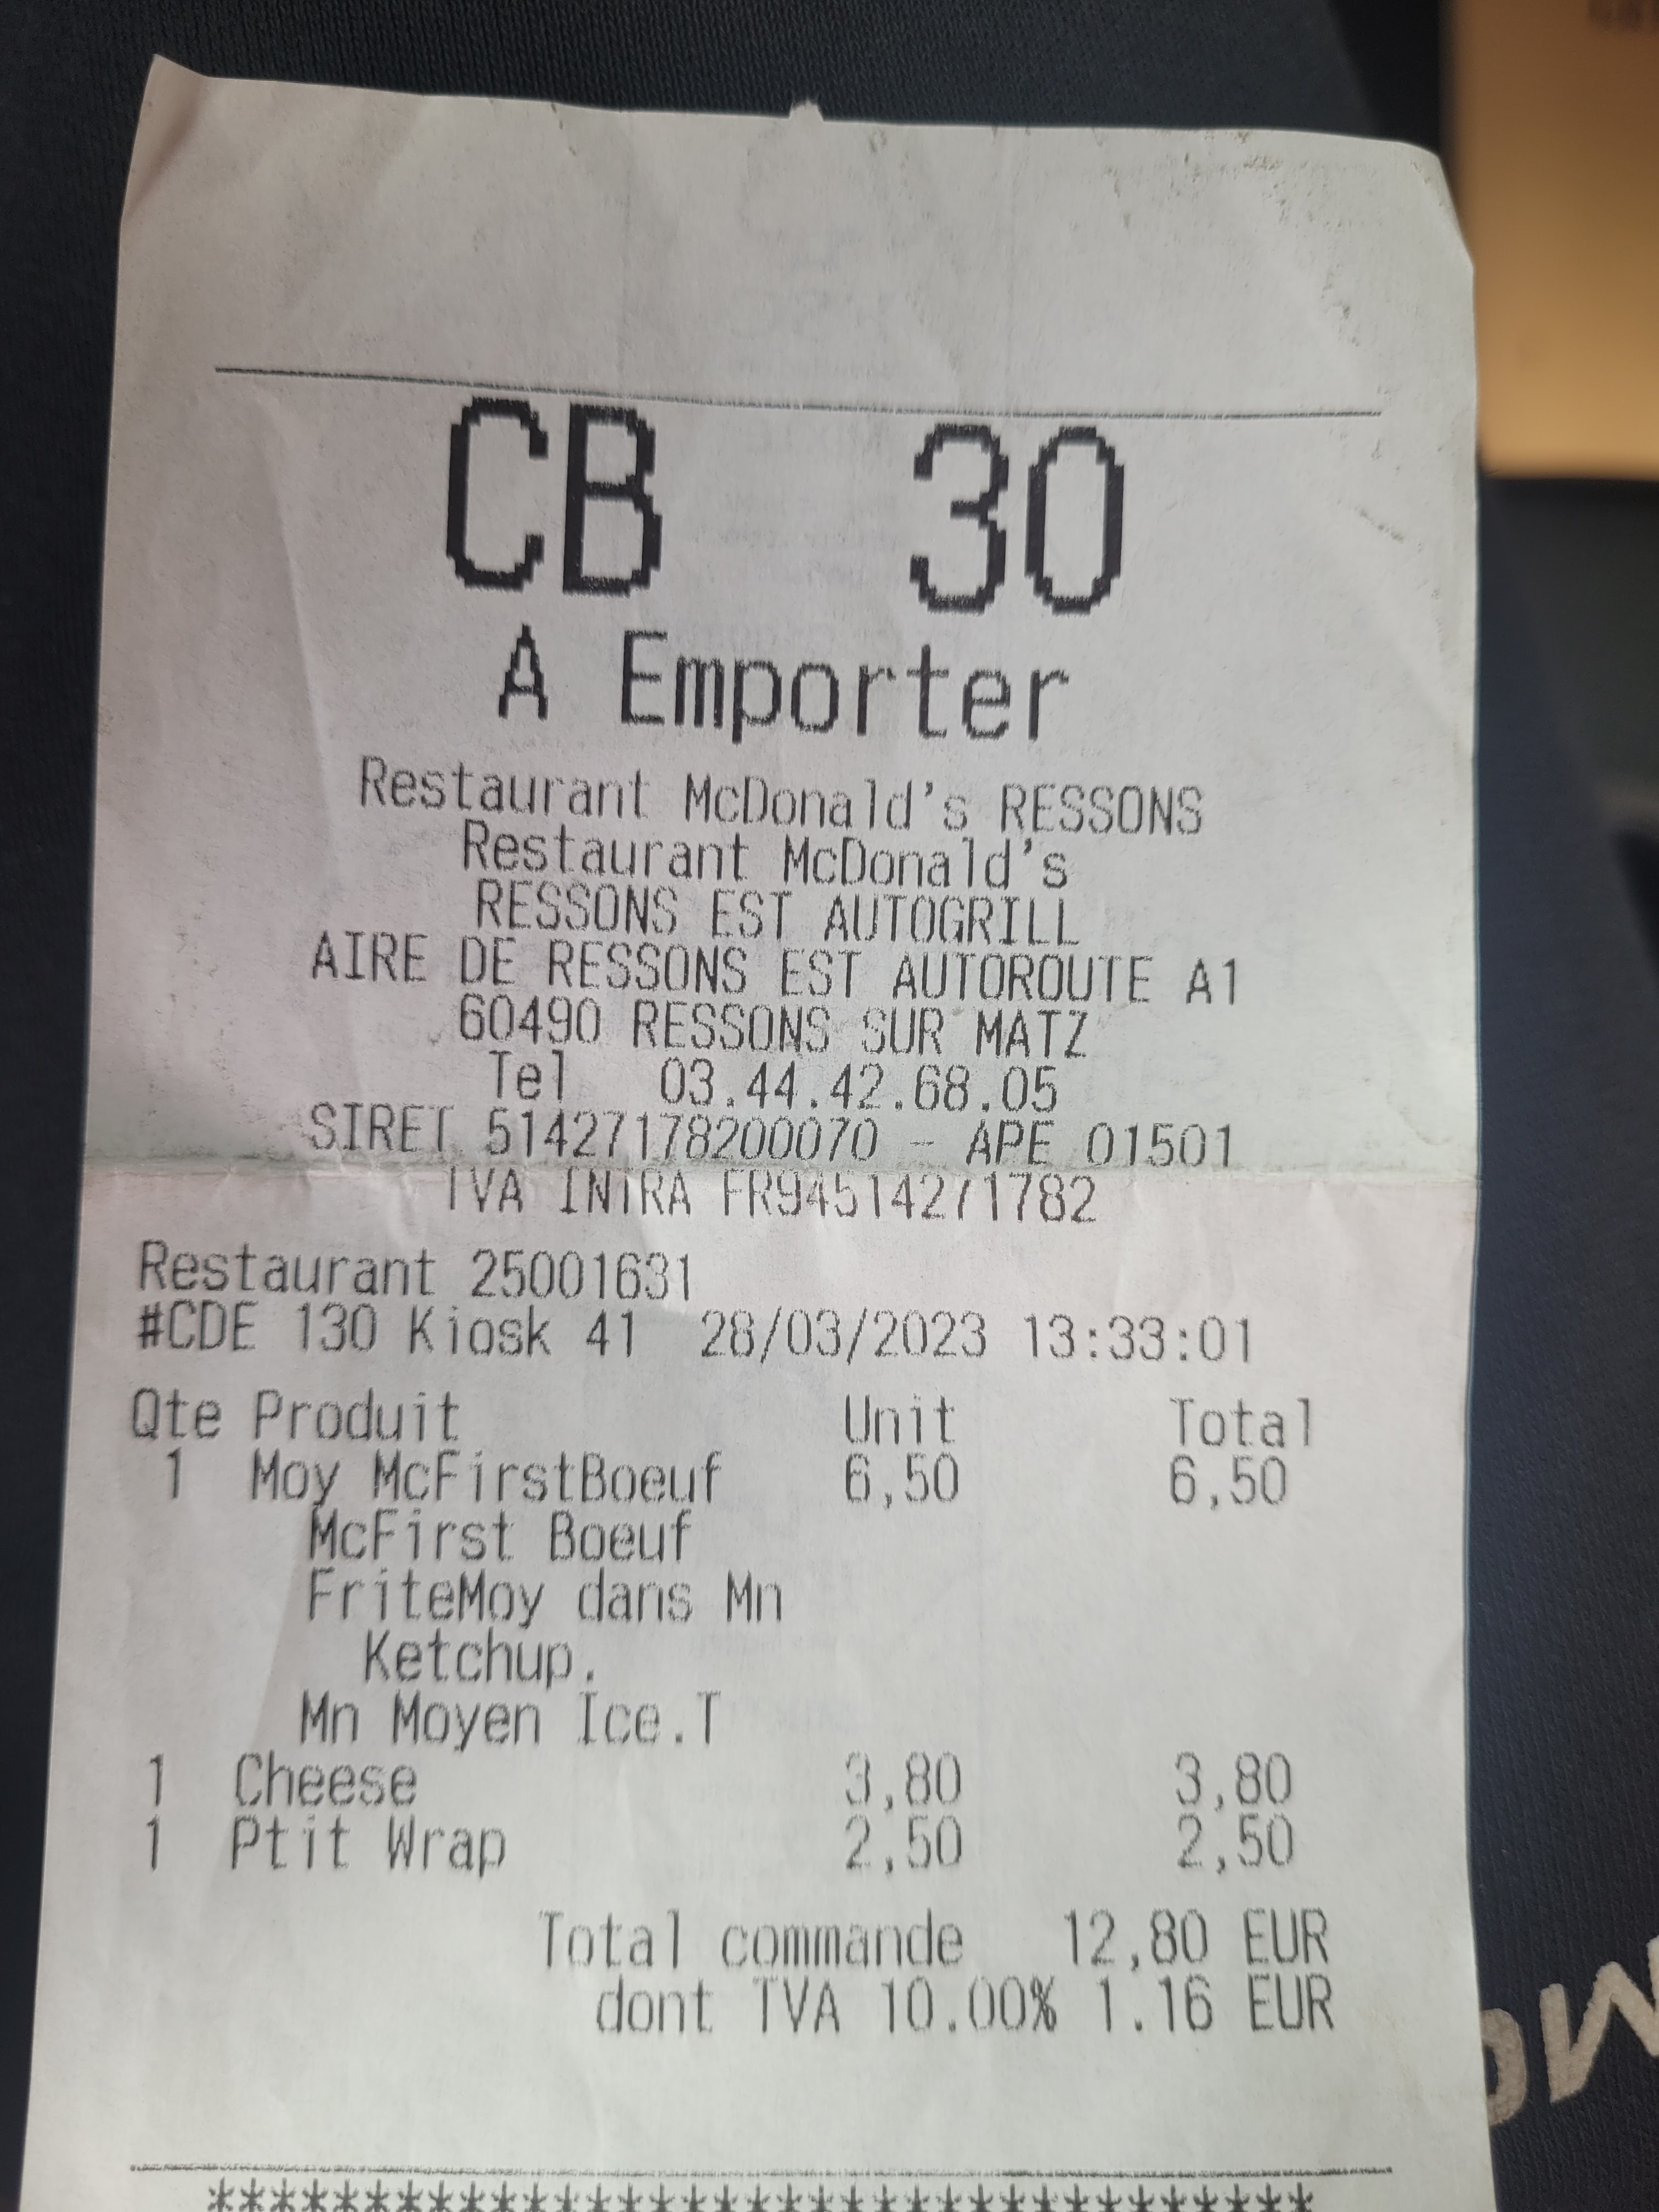 CB 30
A Emporter
Restaurant McDonald's RESSONS
Restaurant McDonald's
RESSONS EST AUTOGRILL
AIRE DE RESSONS EST AUTOROUTE A1
60490 RESSONS SUR MATZ
Tel 03.44.42.68.05
SIRET 51427178200070 - APE 01501
TVA INTRA FR94514271782
Restaurant 25001631
#CDE 130 Kiosk 41 28/03/2023 13:33:01
Qte Produit Unit Total
1 Moy McFirstBoeuf 6,50 6,50
McFirst Boeuf
FriteMoy dans Mn
Ketchup.
Mn Moyen Ice.T
1 Cheese 3,80 3,80
1 Ptit Wrap 2,50 2,50
Total commande 12,80 EUR
dont TVA 10.00% 1.16 EUR
***********************************